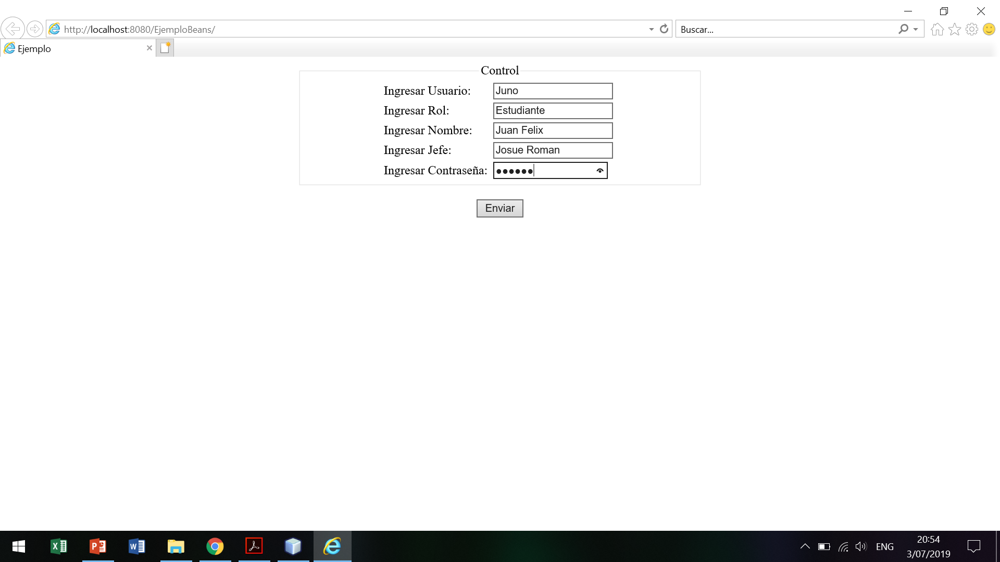 http://localhost:8080/EjemploBeans/
Buscar...
Ejemplo
Control
Ingresar Usuario: Juno
Ingresar Rol: Estudiante
Ingresar Nombre: Juan Felix
Ingresar Jefe: Josue Roman
Ingresar Contraseña: ●●●●●●
Enviar
ENG
20:54
3/07/2019